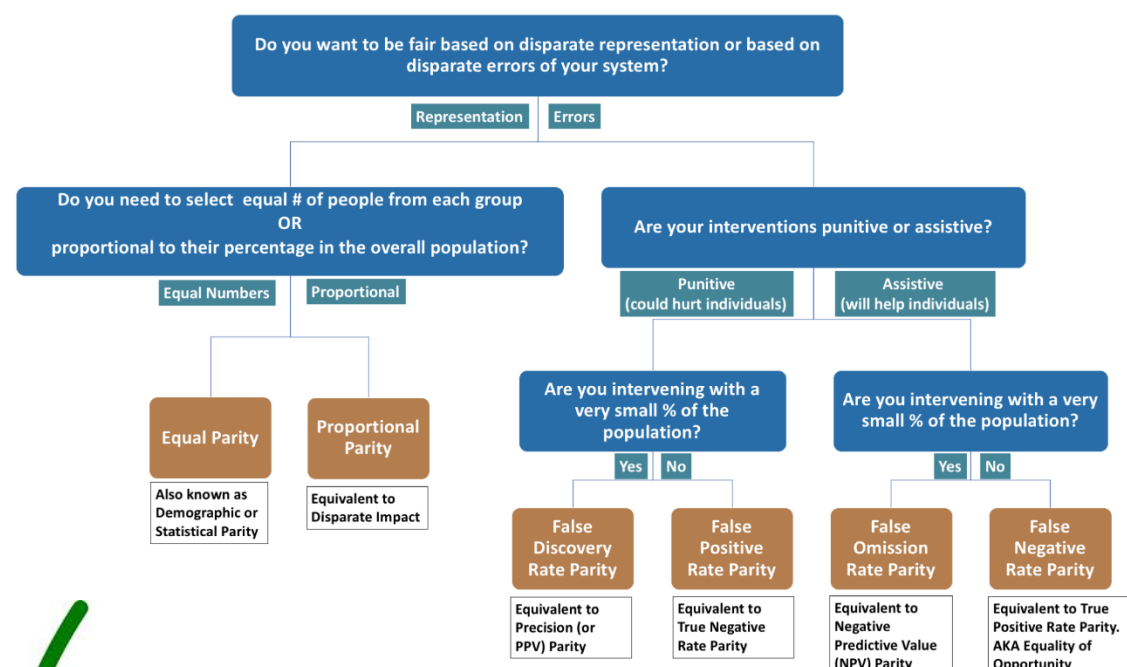 Do you want to be fair based on disparate representation or based on
disparate errors of your system?
Representation
Errors
Do you need to select equal # of people from each group
OR
proportional to their percentage in the overall population?
Are your interventions punitive or assistive?
Equal Numbers
Proportional
Punitive
(could hurt individuals)
Assistive
(will help individuals)
Are you intervening with a
very small % of the
population?
Are you intervening with a very
small % of the population?
Equal Parity
Proportional
Parity
Yes
No
Yes
No
Also known as
Demographic or
Statistical Parity
Equivalent to
Disparate Impact
False
Discovery
Rate Parity
False
Positive
Rate Parity
False
Omission
Rate Parity
False
Negative
Rate Parity
Equivalent to
Precision (or
PPV) Parity
Equivalent to
True Negative
Rate Parity
Equivalent to
Negative
Predictive Value
(NPV) Parity
Equivalent to True
Positive Rate Parity.
AKA Equality of
Opportunity